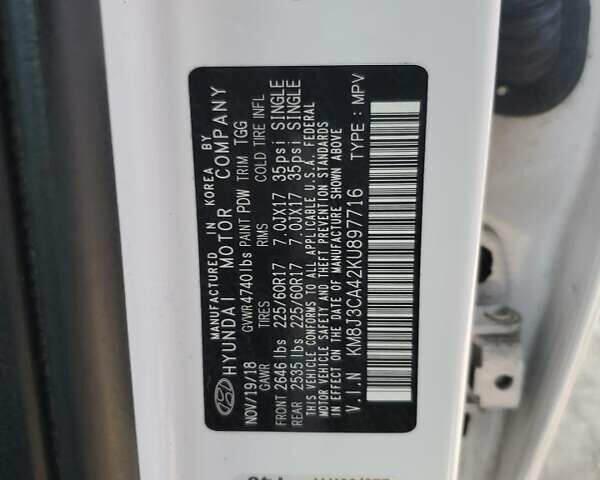 MANUFACTURED IN KOREA BY
HYUNDAI MOTOR COMPANY
NOV/19/18 GVWR 4740lbs PAINT PDW TRIM TGG
GAWR TIRES RIMS COLD TIRE INFL
FRONT 2646 lbs 225/60R17 7.0JX17 35psi SINGLE
REAR 2535 lbs 225/60R17 7.0JX17 35psi SINGLE
THIS VEHICLE CONFORMS TO ALL APPLICABLE U.S.A. FEDERAL
MOTOR VEHICLE SAFETY AND THEFT PREVENTION STANDARDS
IN EFFECT ON THE DATE OF MANUFACTURE SHOWN ABOVE
V.I.N KM8J3CA42KU897716 TYPE : MPV